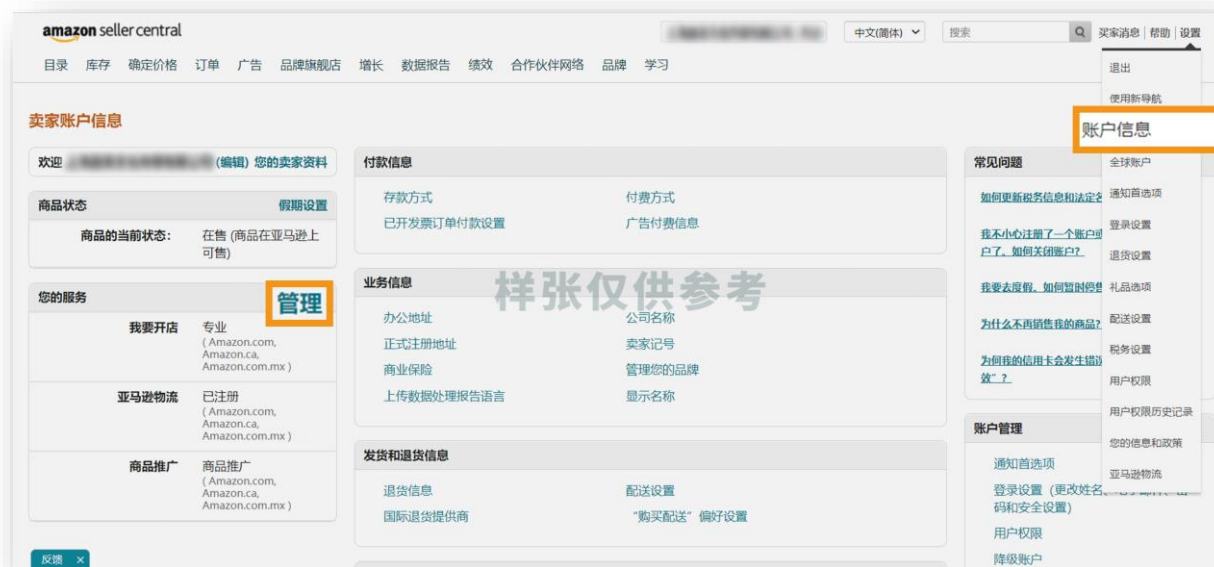 amazon seller central
中文(简体)
搜索
买家消息 | 帮助 | 设置
目录 库存 确定价格 订单 广告 品牌旗舰店 增长 数据报告 绩效 合作伙伴网络 品牌 学习
退出
使用新导航
账户信息
全球账户
通知首选项
登录设置
退货设置
礼品选项
配送设置
税务设置
用户权限
用户权限历史记录
您的信息和政策
亚马逊物流
卖家账户信息
欢迎 (编辑) 您的卖家资料
商品状态 假期设置
商品的当前状态: 在售 (商品在亚马逊上
可售)
您的服务 管理
我要开店 专业
( Amazon.com,
Amazon.ca,
Amazon.com.mx )
亚马逊物流 已注册
( Amazon.com,
Amazon.ca,
Amazon.com.mx )
商品推广 商品推广
( Amazon.com,
Amazon.ca,
Amazon.com.mx )
反馈 ×
付款信息
存款方式 付费方式
已开发票订单付款设置 广告付费信息
业务信息
样张仅供参考
办公地址 公司名称
正式注册地址 卖家记号
商业保险 管理您的品牌
上传数据处理报告语言 显示名称
发货和退货信息
退货信息 配送设置
国际退货提供商 “购买配送”偏好设置
常见问题
如何更新税务信息和法定名
我不小心注册了一个账户或
户了。如何关闭账户?
我要去度假。如何暂时停售
为什么不再销售我的商品?
为何我的信用卡会发生错误
效”?
账户管理
通知首选项
登录设置 (更改姓名、
码和安全设置)
用户权限
降级账户